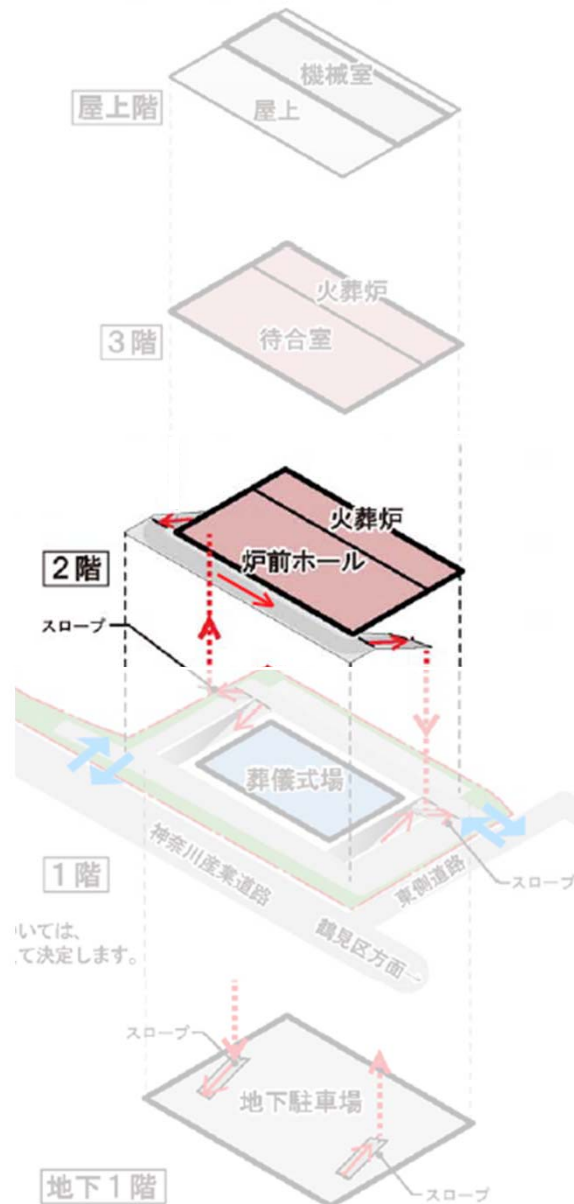 機械室
屋上階
屋上
火葬炉
3階
待合室
火葬炉
2階
炉前ホール
スロープ
葬儀式場
神奈川産業道路
1階
東側道路
スロープ
いては、
て決定します。
鶴見区方面→
スロープ
地下駐車場
地下1階
スロープ